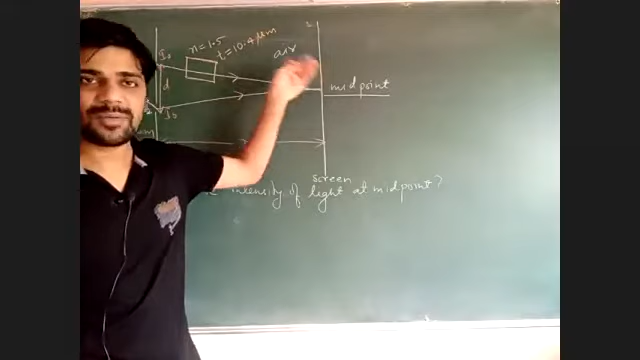 I₀
n=1.5
t=10.4 μm
air
d
midpoint
I₀
screen
intensity of light at midpoint?